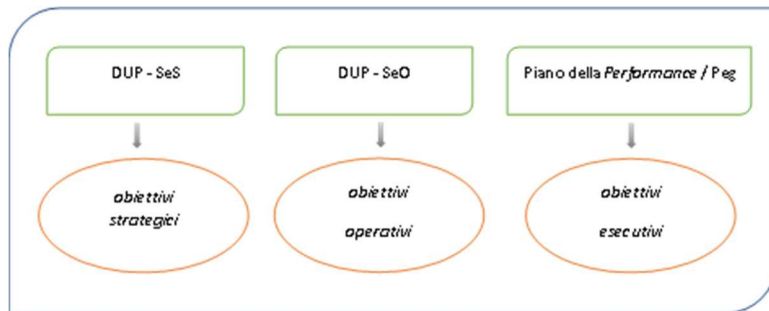 DUP - SeS
DUP - SeO
Piano della Performance / Peg
obiettivi
strategici
obiettivi
operativi
obiettivi
esecutivi